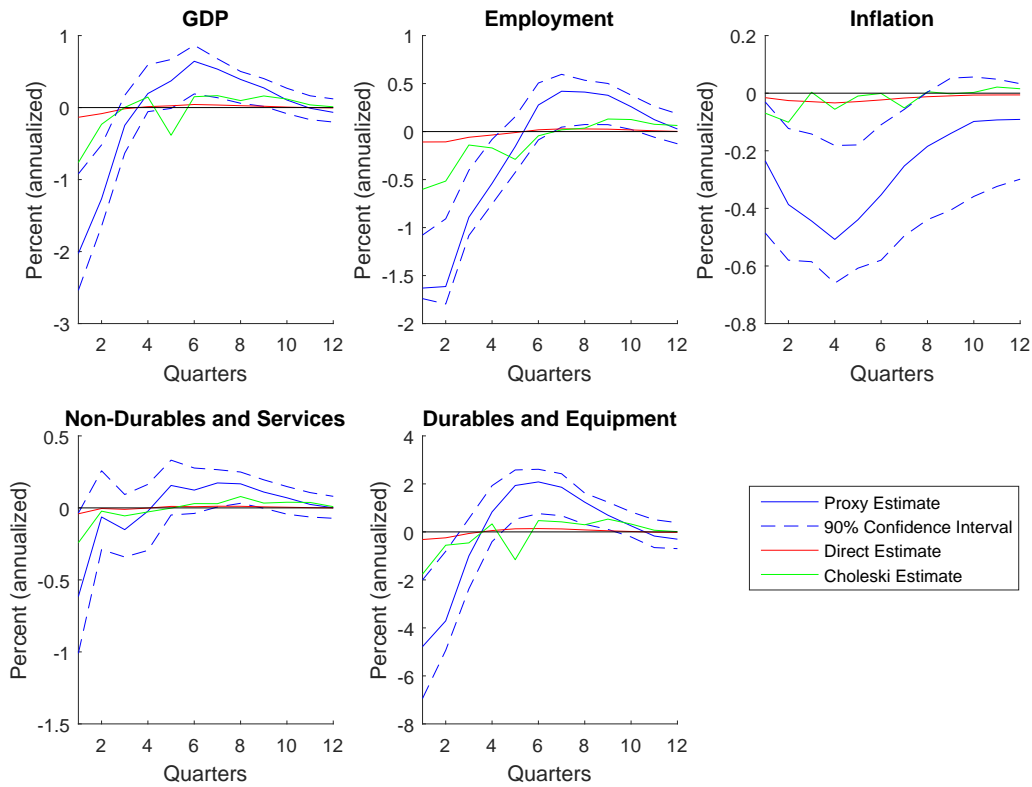 GDP
Percent (annualized)
1
0
-1
-2
-3
2 4 6 8 10 12
Quarters
Employment
Percent (annualized)
1
0.5
0
-0.5
-1
-1.5
-2
2 4 6 8 10 12
Quarters
Inflation
Percent (annualized)
0.2
0
-0.2
-0.4
-0.6
-0.8
2 4 6 8 10 12
Quarters
Non-Durables and Services
Percent (annualized)
0.5
0
-0.5
-1
-1.5
2 4 6 8 10 12
Quarters
Durables and Equipment
Percent (annualized)
4
2
0
-2
-4
-6
-8
2 4 6 8 10 12
Quarters
Proxy Estimate
90% Confidence Interval
Direct Estimate
Choleski Estimate